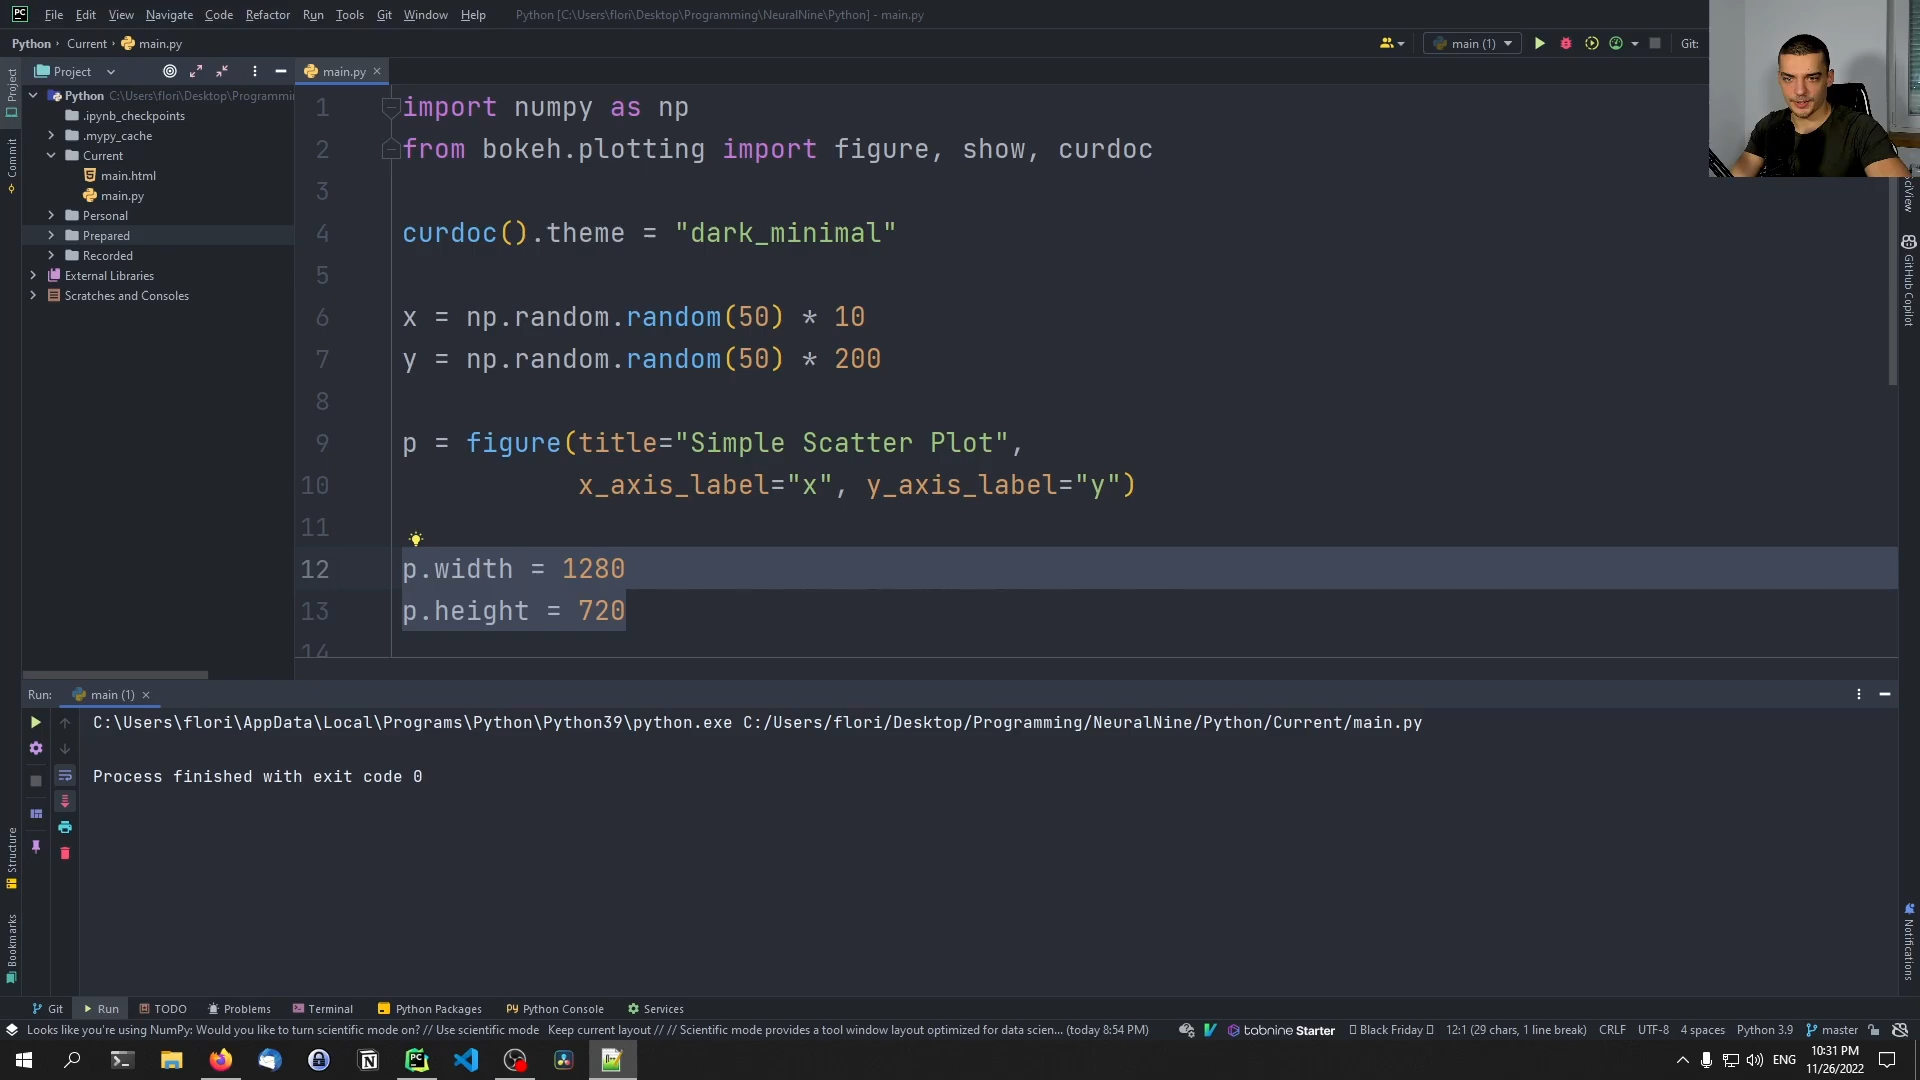 PC File Edit View Navigate Code Refactor Run Tools Git Window Help Python [C:\Users\flori\Desktop\Programming\NeuralNine\Python] - main.py
Python › Current › main.py
main (1)
Git:
Project
main.py
Python C:\Users\flori\Desktop\Programmi
.ipynb_checkpoints
.mypy_cache
Current
main.html
main.py
Personal
Prepared
Recorded
External Libraries
Scratches and Consoles
Project
Commit
Structure
Bookmarks
1 import numpy as np
2 from bokeh.plotting import figure, show, curdoc
3
4 curdoc().theme = "dark_minimal"
5
6 x = np.random.random(50) * 10
7 y = np.random.random(50) * 200
8
9 p = figure(title="Simple Scatter Plot",
10 x_axis_label="x", y_axis_label="y")
11
12 p.width = 1280
13 p.height = 720
14
SciView
GitHub Copilot
Notifications
Run: main (1)
C:\Users\flori\AppData\Local\Programs\Python\Python39\python.exe C:/Users/flori/Desktop/Programming/NeuralNine/Python/Current/main.py
Process finished with exit code 0
Git Run TODO Problems Terminal Python Packages Python Console Services
Looks like you're using NumPy: Would you like to turn scientific mode on? // Use scientific mode Keep current layout // // Scientific mode provides a tool window layout optimized for data scien... (today 8:54 PM) tabnine Starter Black Friday 12:1 (29 chars, 1 line break) CRLF UTF-8 4 spaces Python 3.9 master
ENG
10:31 PM
11/26/2022